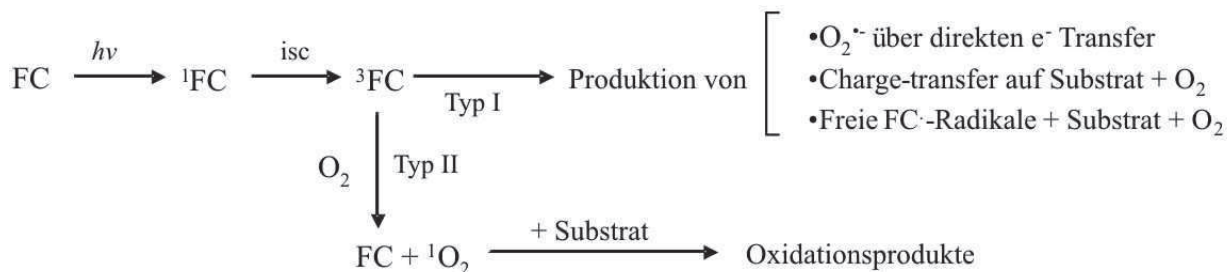 •O₂•⁻ über direkten e⁻ Transfer
hν isc
FC ¹FC ³FC Produktion von •Charge-transfer auf Substrat + O₂
Typ I
•Freie FC·-Radikale + Substrat + O₂
O₂ Typ II
+ Substrat
FC + ¹O₂ Oxidationsprodukte